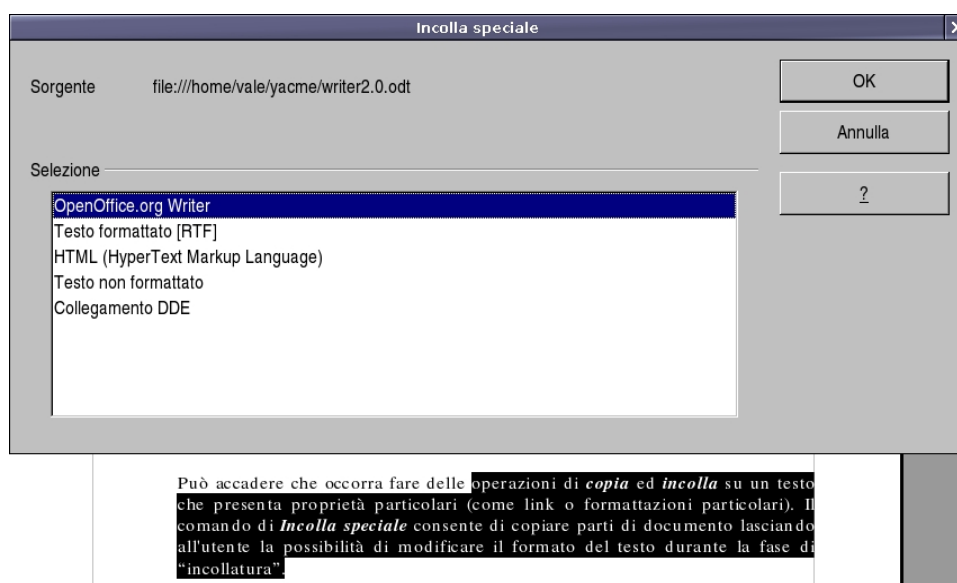 Incolla speciale
Sorgente file:///home/vale/yacme/writer2.0.odt
OK
Annulla
Selezione
?
OpenOffice.org Writer
Testo formattato [RTF]
HTML (HyperText Markup Language)
Testo non formattato
Collegamento DDE
Può accadere che occorra fare delle operazioni di copia ed incolla su un testo
che presenta proprietà particolari (come link o formattazioni particolari). Il
comando di Incolla speciale consente di copiare parti di documento lasciando
all'utente la possibilità di modificare il formato del testo durante la fase di
“incollatura”.